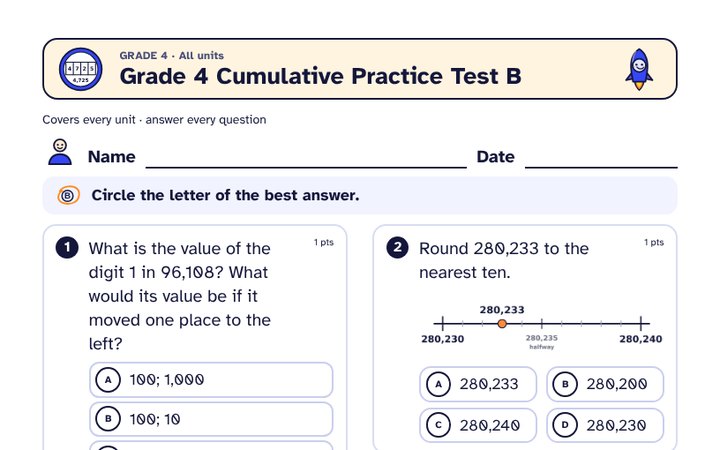 4 7 2 5
4,725
GRADE 4 · All units
Grade 4 Cumulative Practice Test B
Covers every unit · answer every question
Name
Date
B
Circle the letter of the best answer.
1
1 pts
What is the value of the
digit 1 in 96,108? What
would its value be if it
moved one place to the
left?
A 100; 1,000
B 100; 10
2
1 pts
Round 280,233 to the
nearest ten.
280,233
280,230
280,235
halfway
280,240
A 280,233
B 280,200
C 280,240
D 280,230